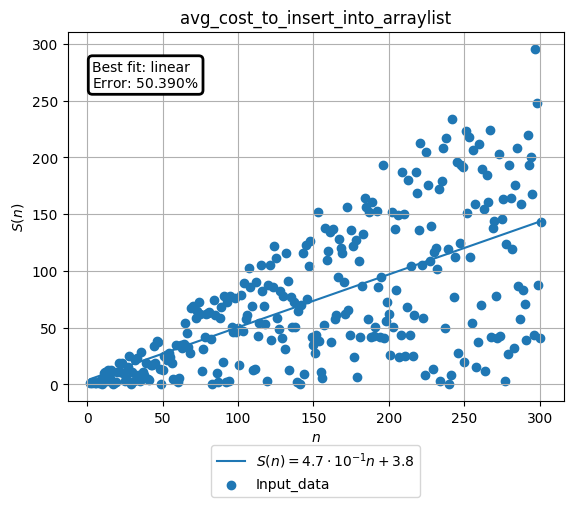 avg_cost_to_insert_into_arraylist
300
250
200
150
100
50
0
S(n)
Best fit: linear
Error: 50.390%
0 50 100 150 200 250 300
n
S(n) = 4.7 · 10⁻¹n + 3.8
Input_data